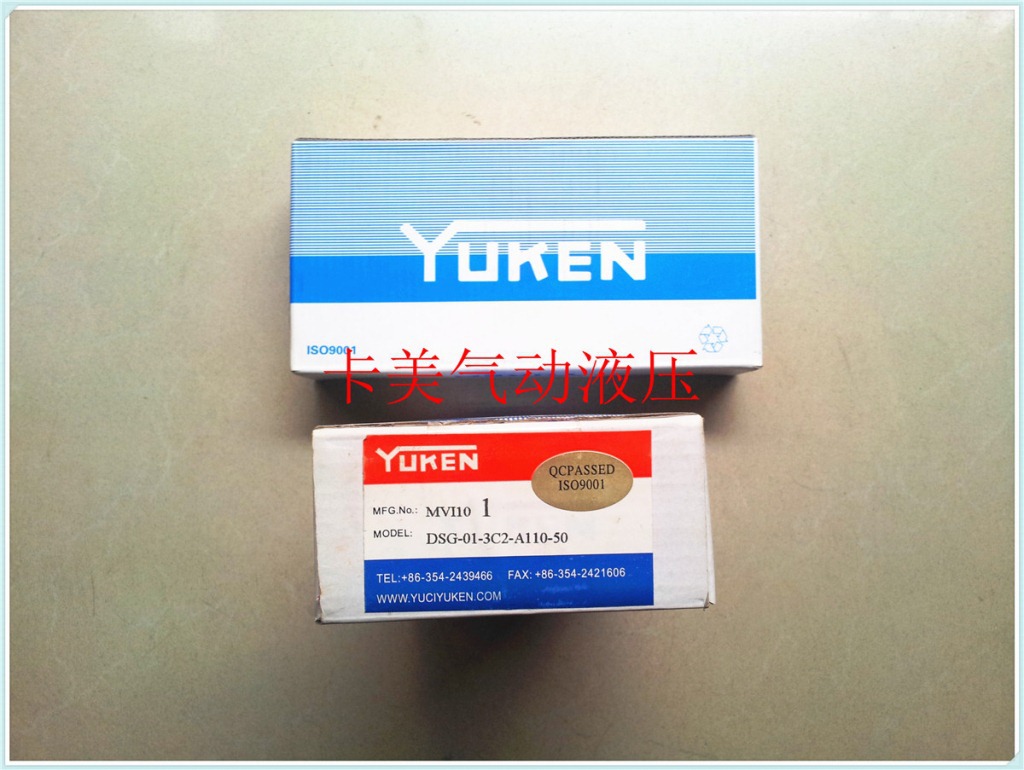 YUKEN
ISO9001
卡美气动液压
YUKEN
QCPASSED
ISO9001
MFG.No.: MVI10 1
MODEL: DSG-01-3C2-A110-50
TEL:+86-354-2439466 FAX: +86-354-2421606
WWW.YUCIYUKEN.COM